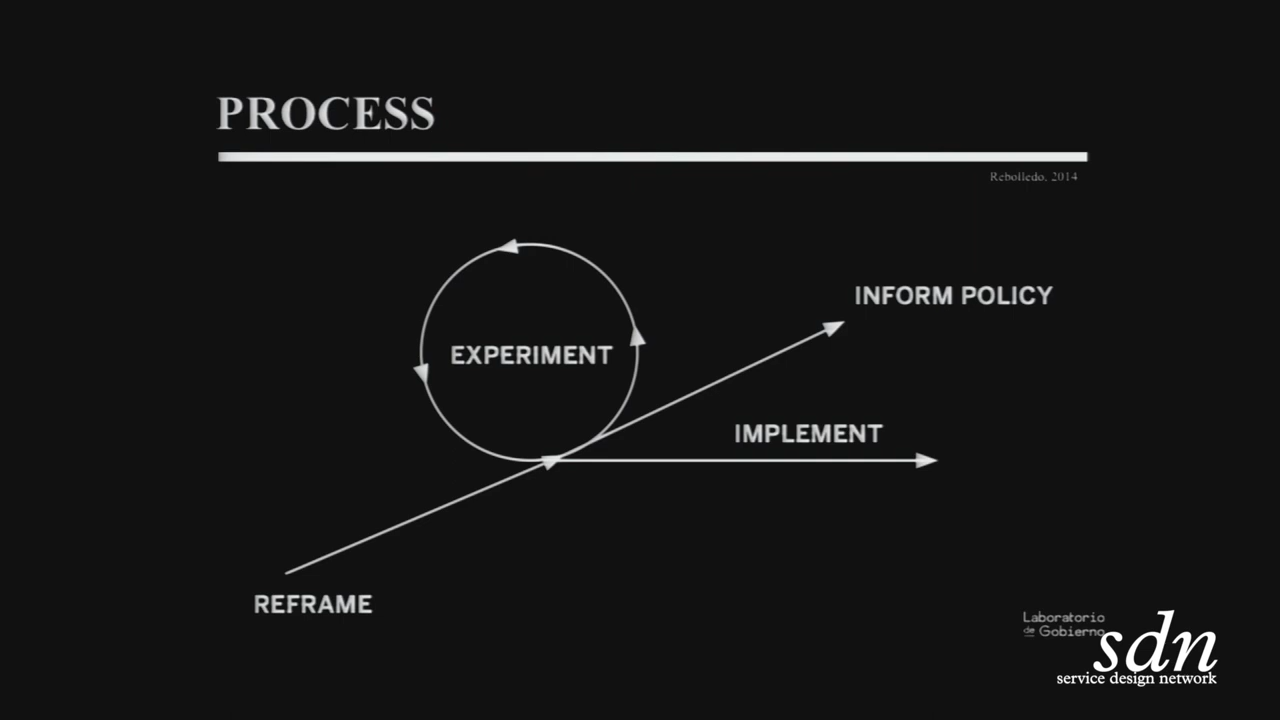 PROCESS
Rebolledo, 2014
INFORM POLICY
EXPERIMENT
IMPLEMENT
REFRAME
Laboratorio
de Gobierno
sdn
service design network